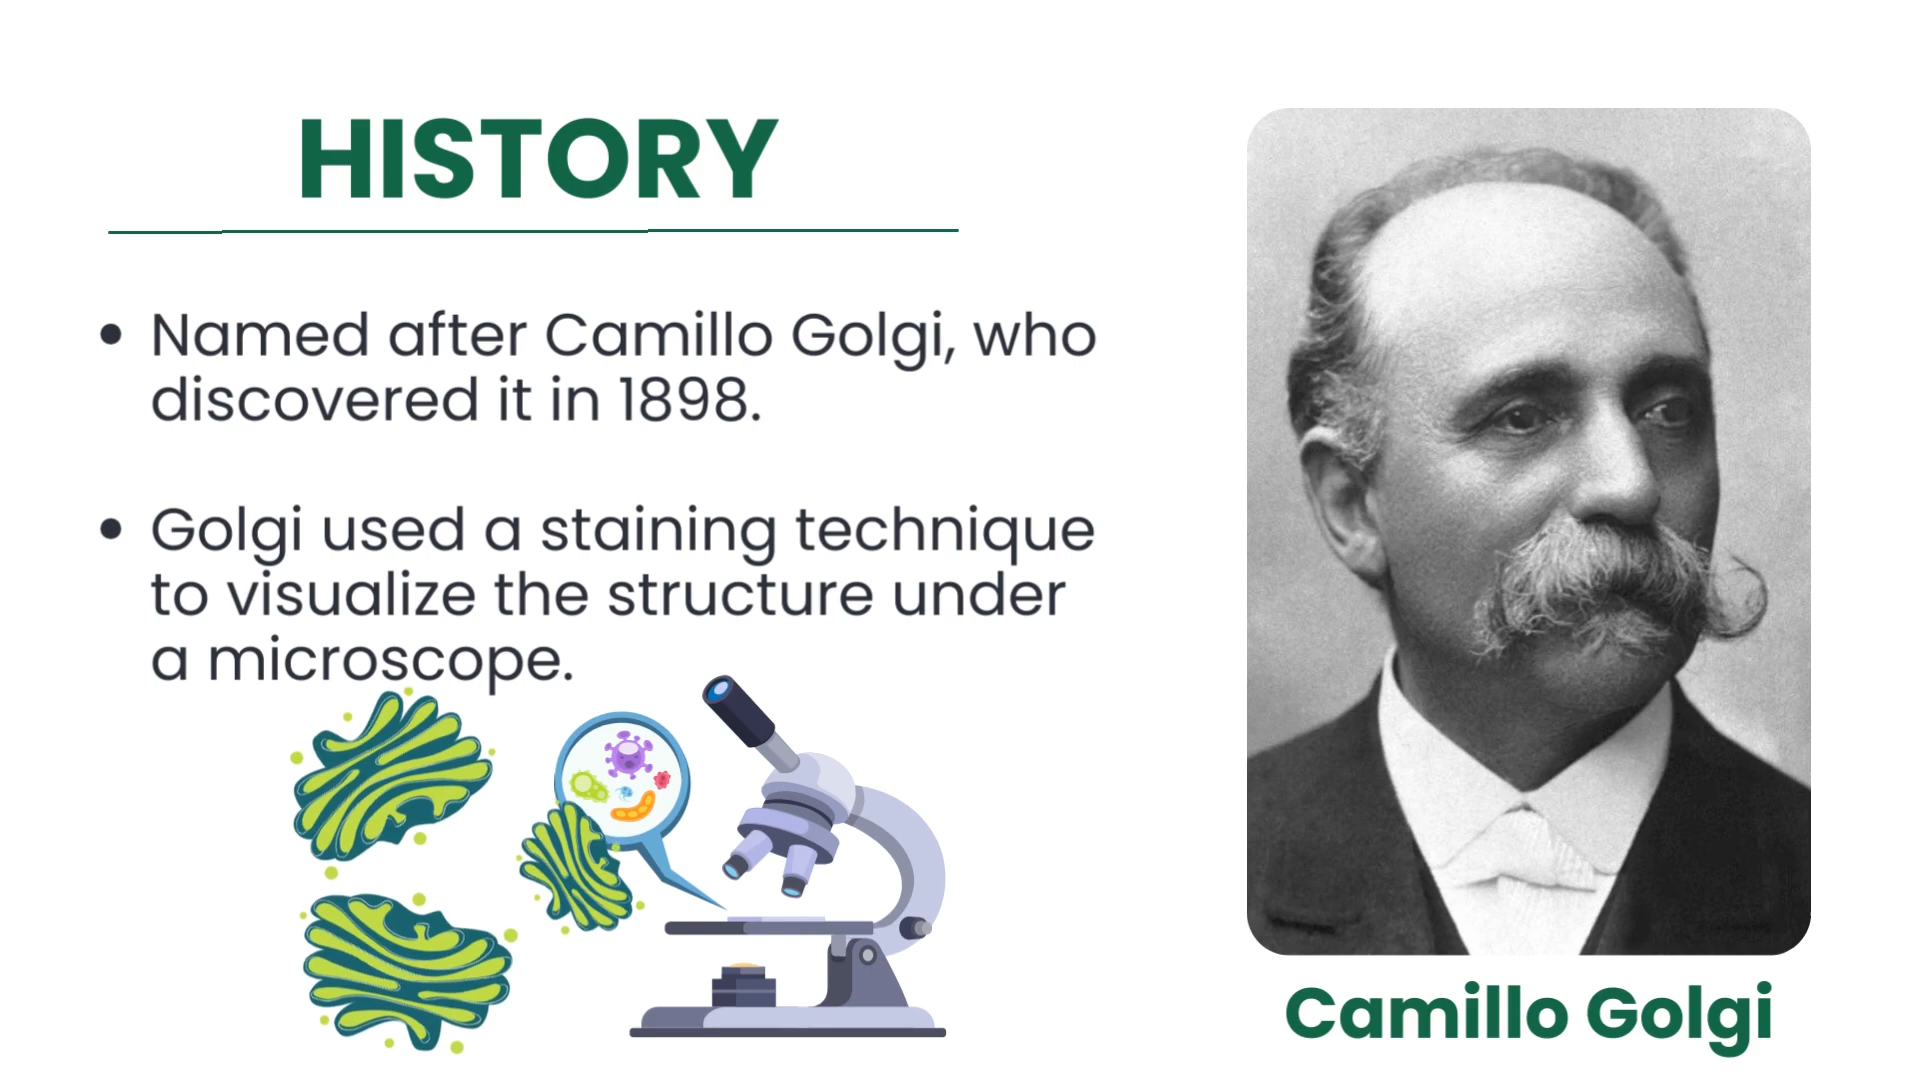 HISTORY
• Named after Camillo Golgi, who
discovered it in 1898.
• Golgi used a staining technique
to visualize the structure under
a microscope.
Camillo Golgi